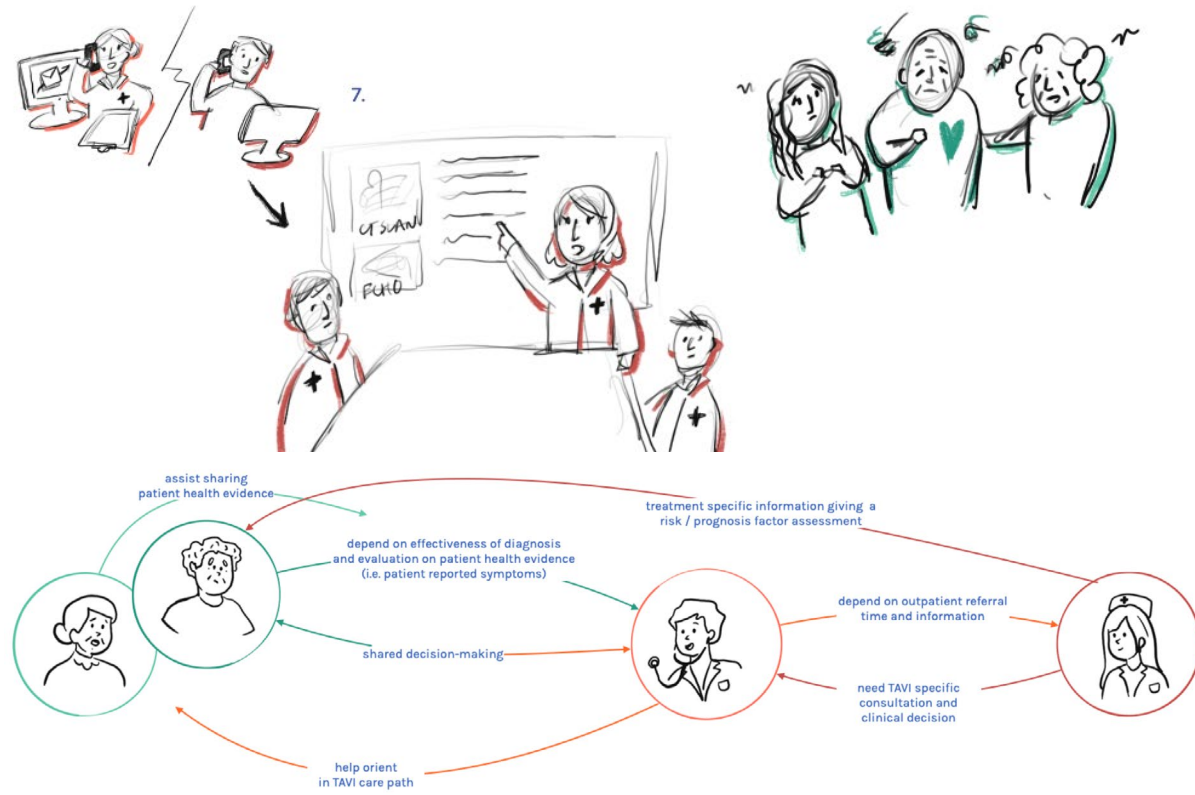 7.
CT SCAN
ECHO
assist sharing
patient health evidence
treatment specific information giving a
risk / prognosis factor assessment
depend on effectiveness of diagnosis
and evaluation on patient health evidence
(i.e. patient reported symptoms)
depend on outpatient referral
time and information
shared decision-making
need TAVI specific
consultation and
clinical decision
help orient
in TAVI care path